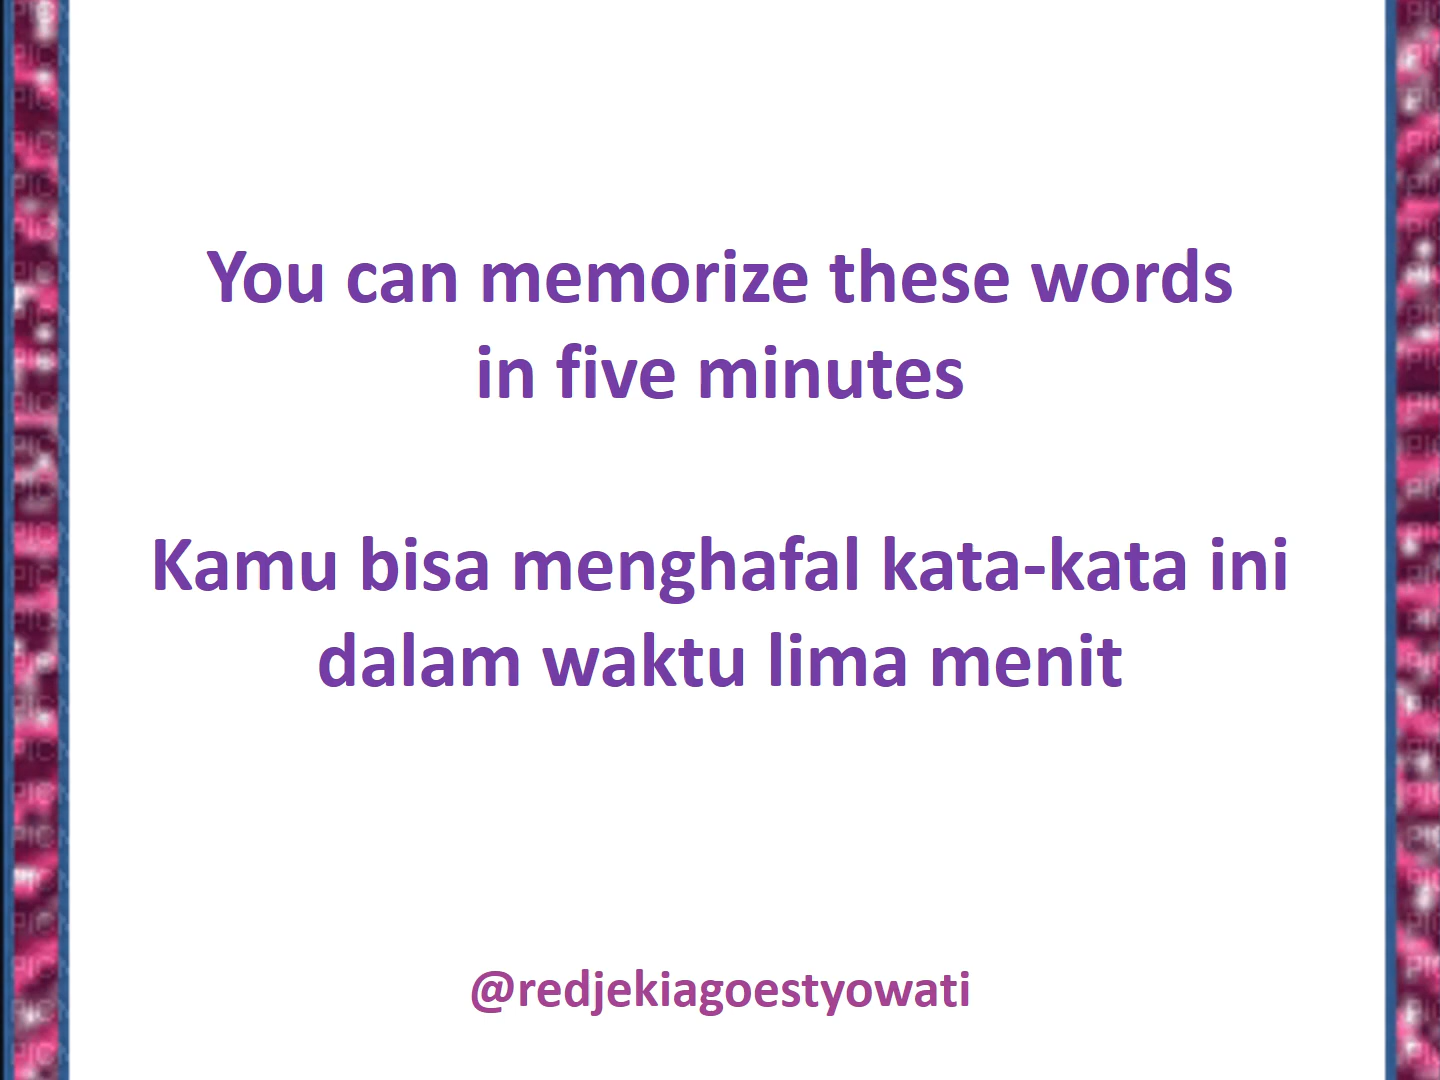 You can memorize these words
in five minutes
Kamu bisa menghafal kata-kata ini
dalam waktu lima menit
@redjekiagoestyowati